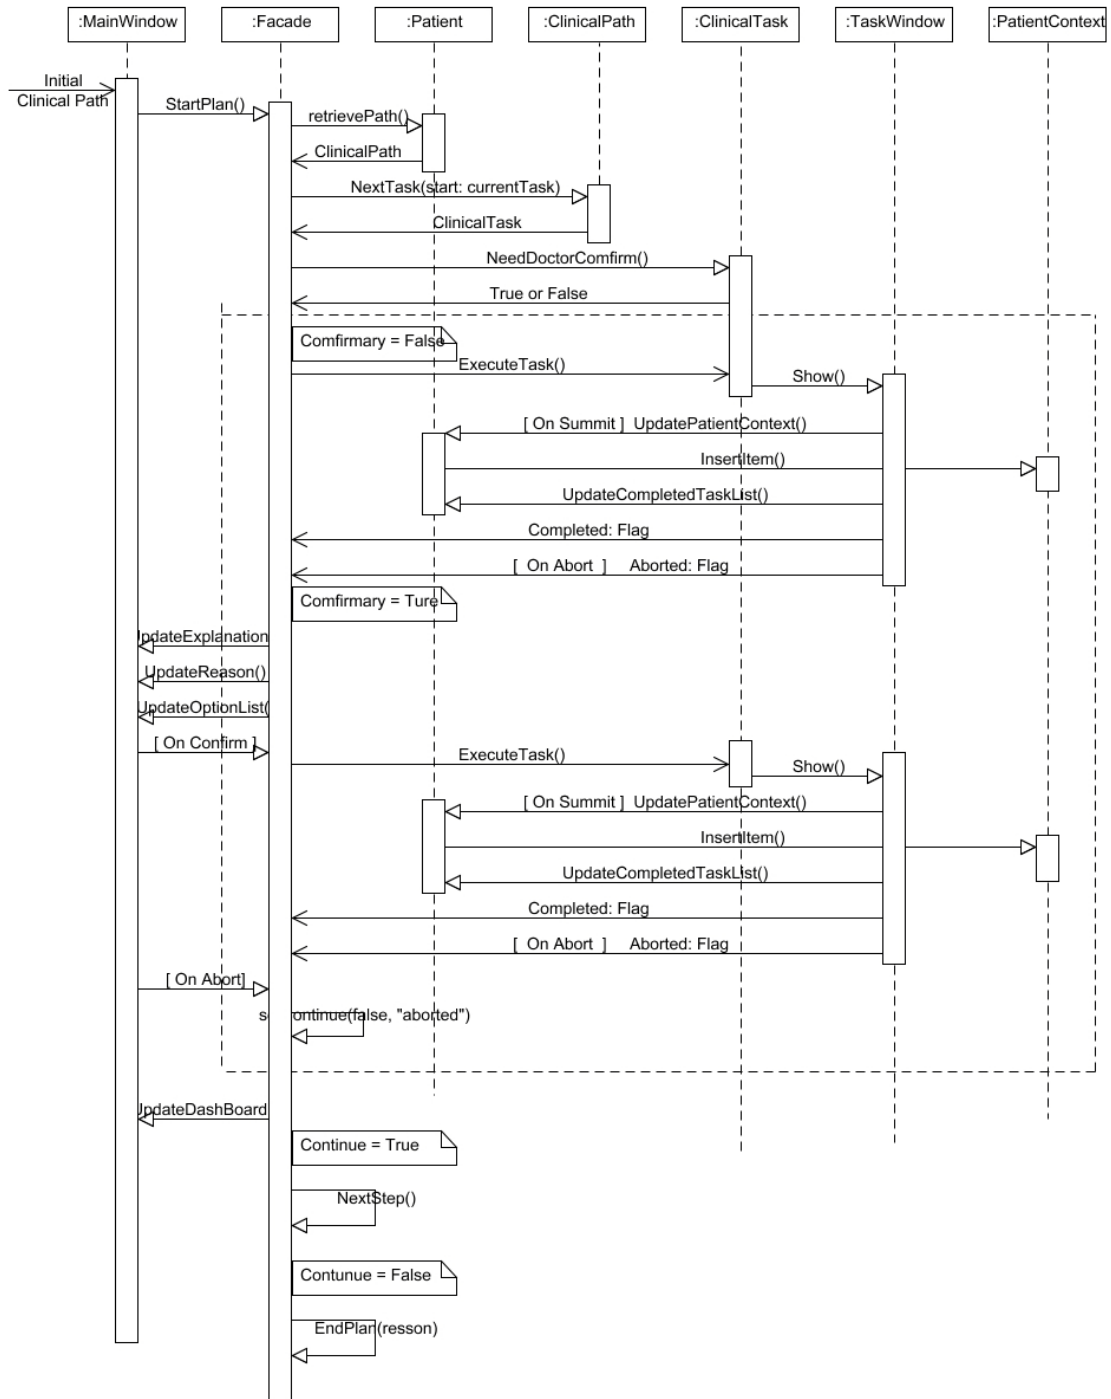 :MainWindow
:Facade
:Patient
:ClinicalPath
:ClinicalTask
:TaskWindow
:PatientContext
Initial
Clinical Path
StartPlan()
retrievePath()
ClinicalPath
NextTask(start: currentTask)
ClinicalTask
NeedDoctorComfirm()
True or False
Comfirmary = False
ExecuteTask()
Show()
[ On Summit ] UpdatePatientContext()
InsertItem()
UpdateCompletedTaskList()
Completed: Flag
[ On Abort ] Aborted: Flag
Comfirmary = Ture
UpdateExplanation
UpdateReason()
UpdateOptionList(
[ On Confirm ]
ExecuteTask()
Show()
[ On Summit ] UpdatePatientContext()
InsertItem()
UpdateCompletedTaskList()
Completed: Flag
[ On Abort ] Aborted: Flag
[ On Abort]
ontinue(false, "aborted")
UpdateDashBoard
Continue = True
NextStep()
Contunue = False
EndPlan(resson)